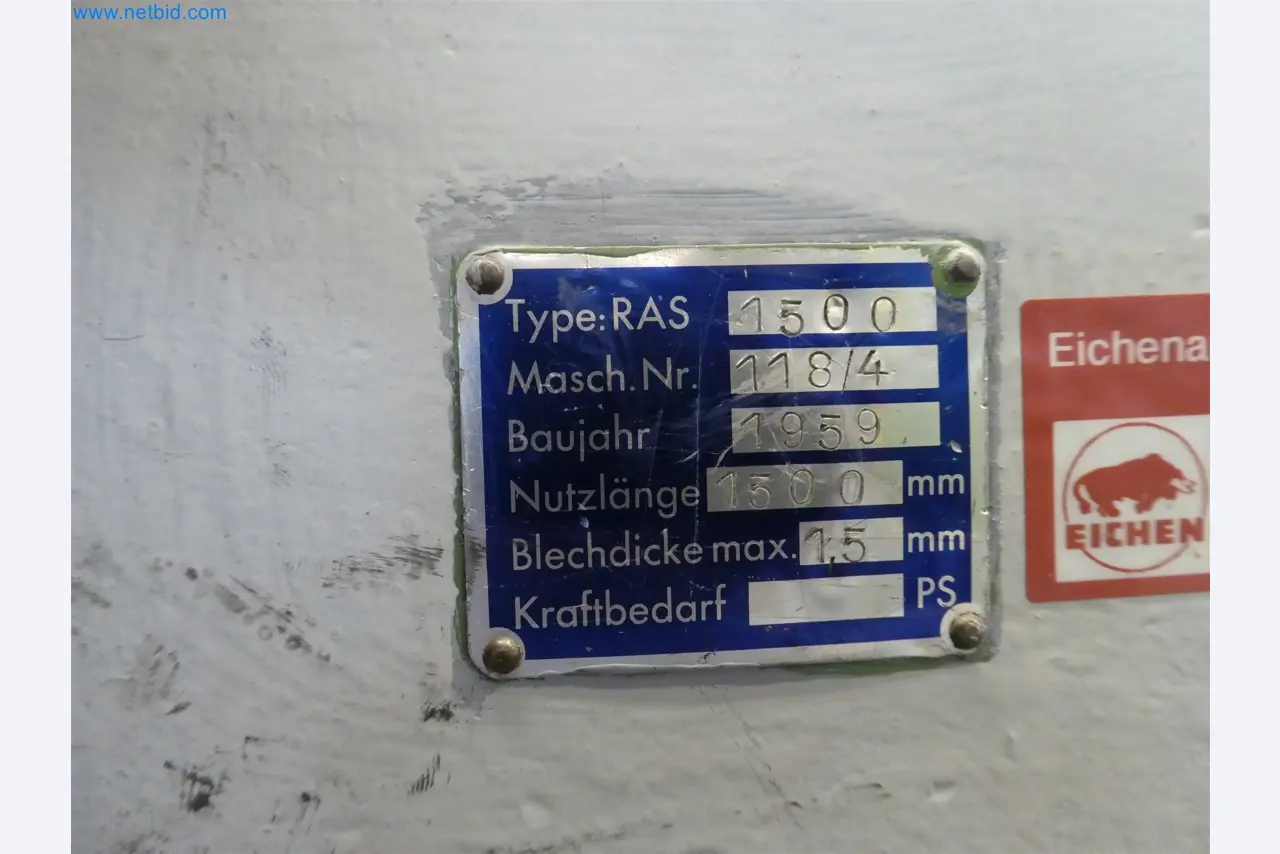 www.netbid.com
Type: RAS 1500
Masch. Nr. 118/4
Baujahr 1959
Nutzlänge 1500 mm
Blechdicke max. 1,5 mm
Kraftbedarf PS
Eichena
EICHEN